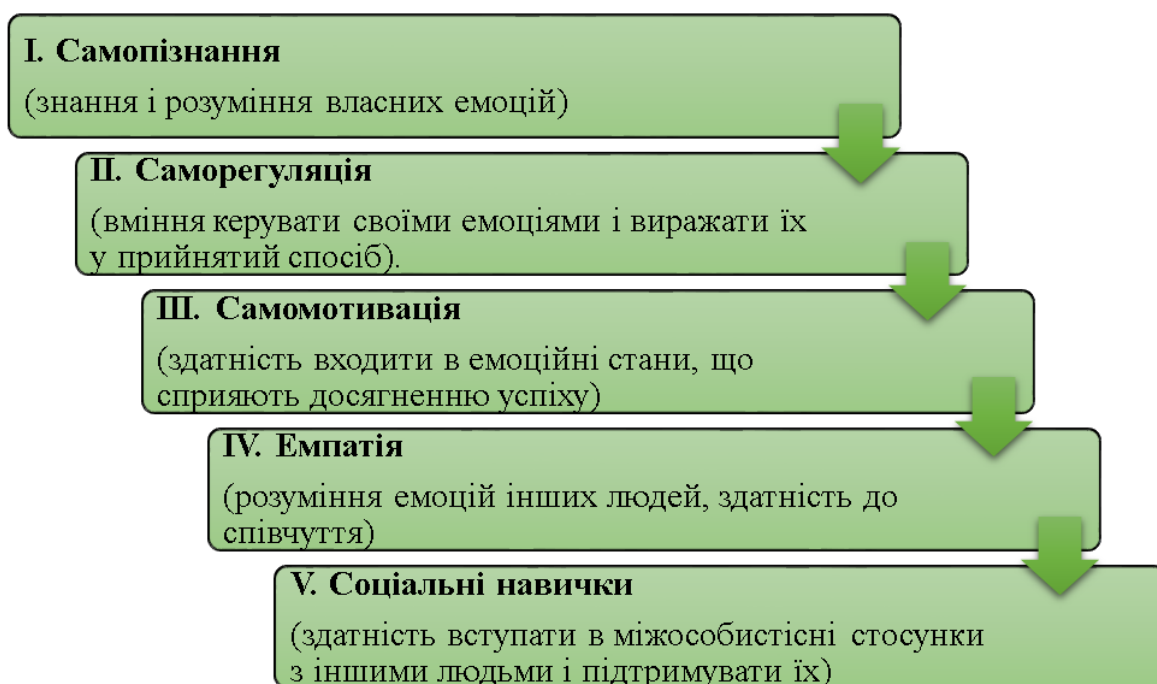 І. Самопізнання
(знання і розуміння власних емоцій)
ІІ. Саморегуляція
(вміння керувати своїми емоціями і виражати їх
у прийнятий спосіб).
ІІІ. Самомотивація
(здатність входити в емоційні стани, що
сприяють досягненню успіху)
IV. Емпатія
(розуміння емоцій інших людей, здатність до
співчуття)
V. Соціальні навички
(здатність вступати в міжособистісні стосунки
з іншими людьми і підтримувати їх)